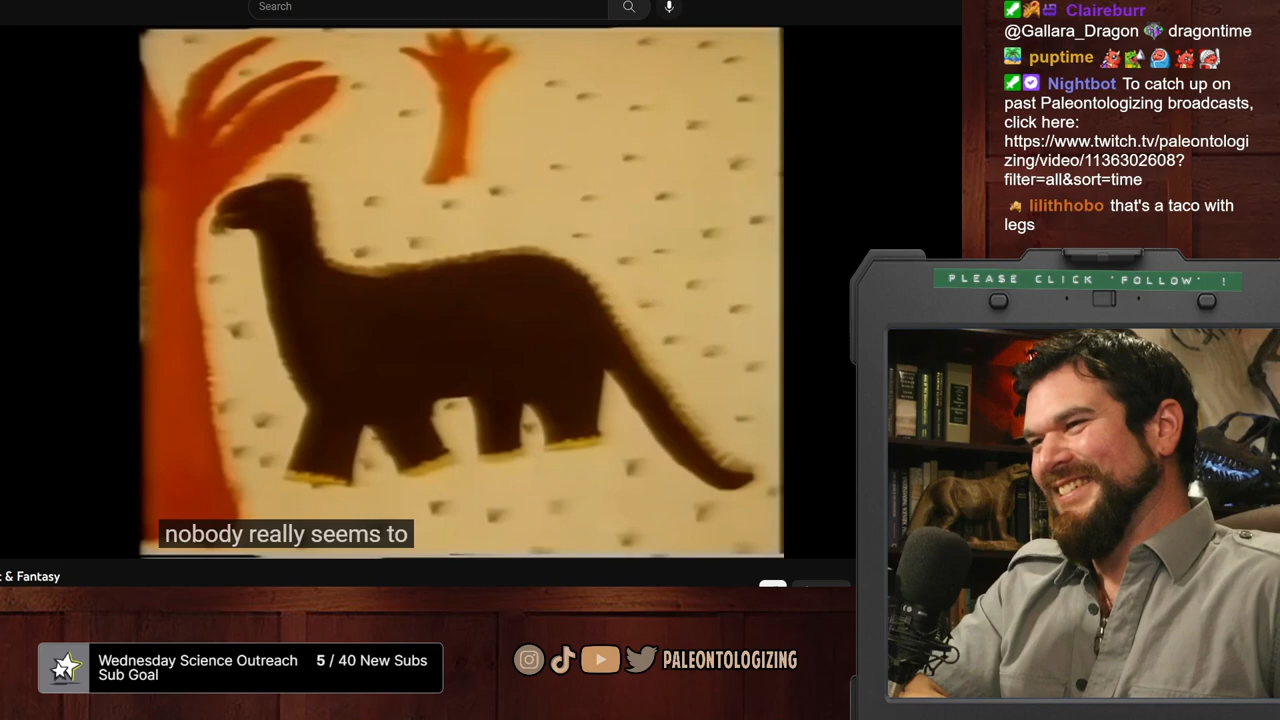 Search
nobody really seems to
t & Fantasy
Claireburr
@Gallara_Dragon dragontime
puptime
Nightbot To catch up on
past Paleontologizing broadcasts,
click here:
https://www.twitch.tv/paleontologi
zing/video/1136302608?
filter=all&sort=time
lilithhobo that's a taco with
legs
PLEASE CLICK 'FOLLOW' !
Wednesday Science Outreach 5 / 40 New Subs
Sub Goal
PALEONTOLOGIZING